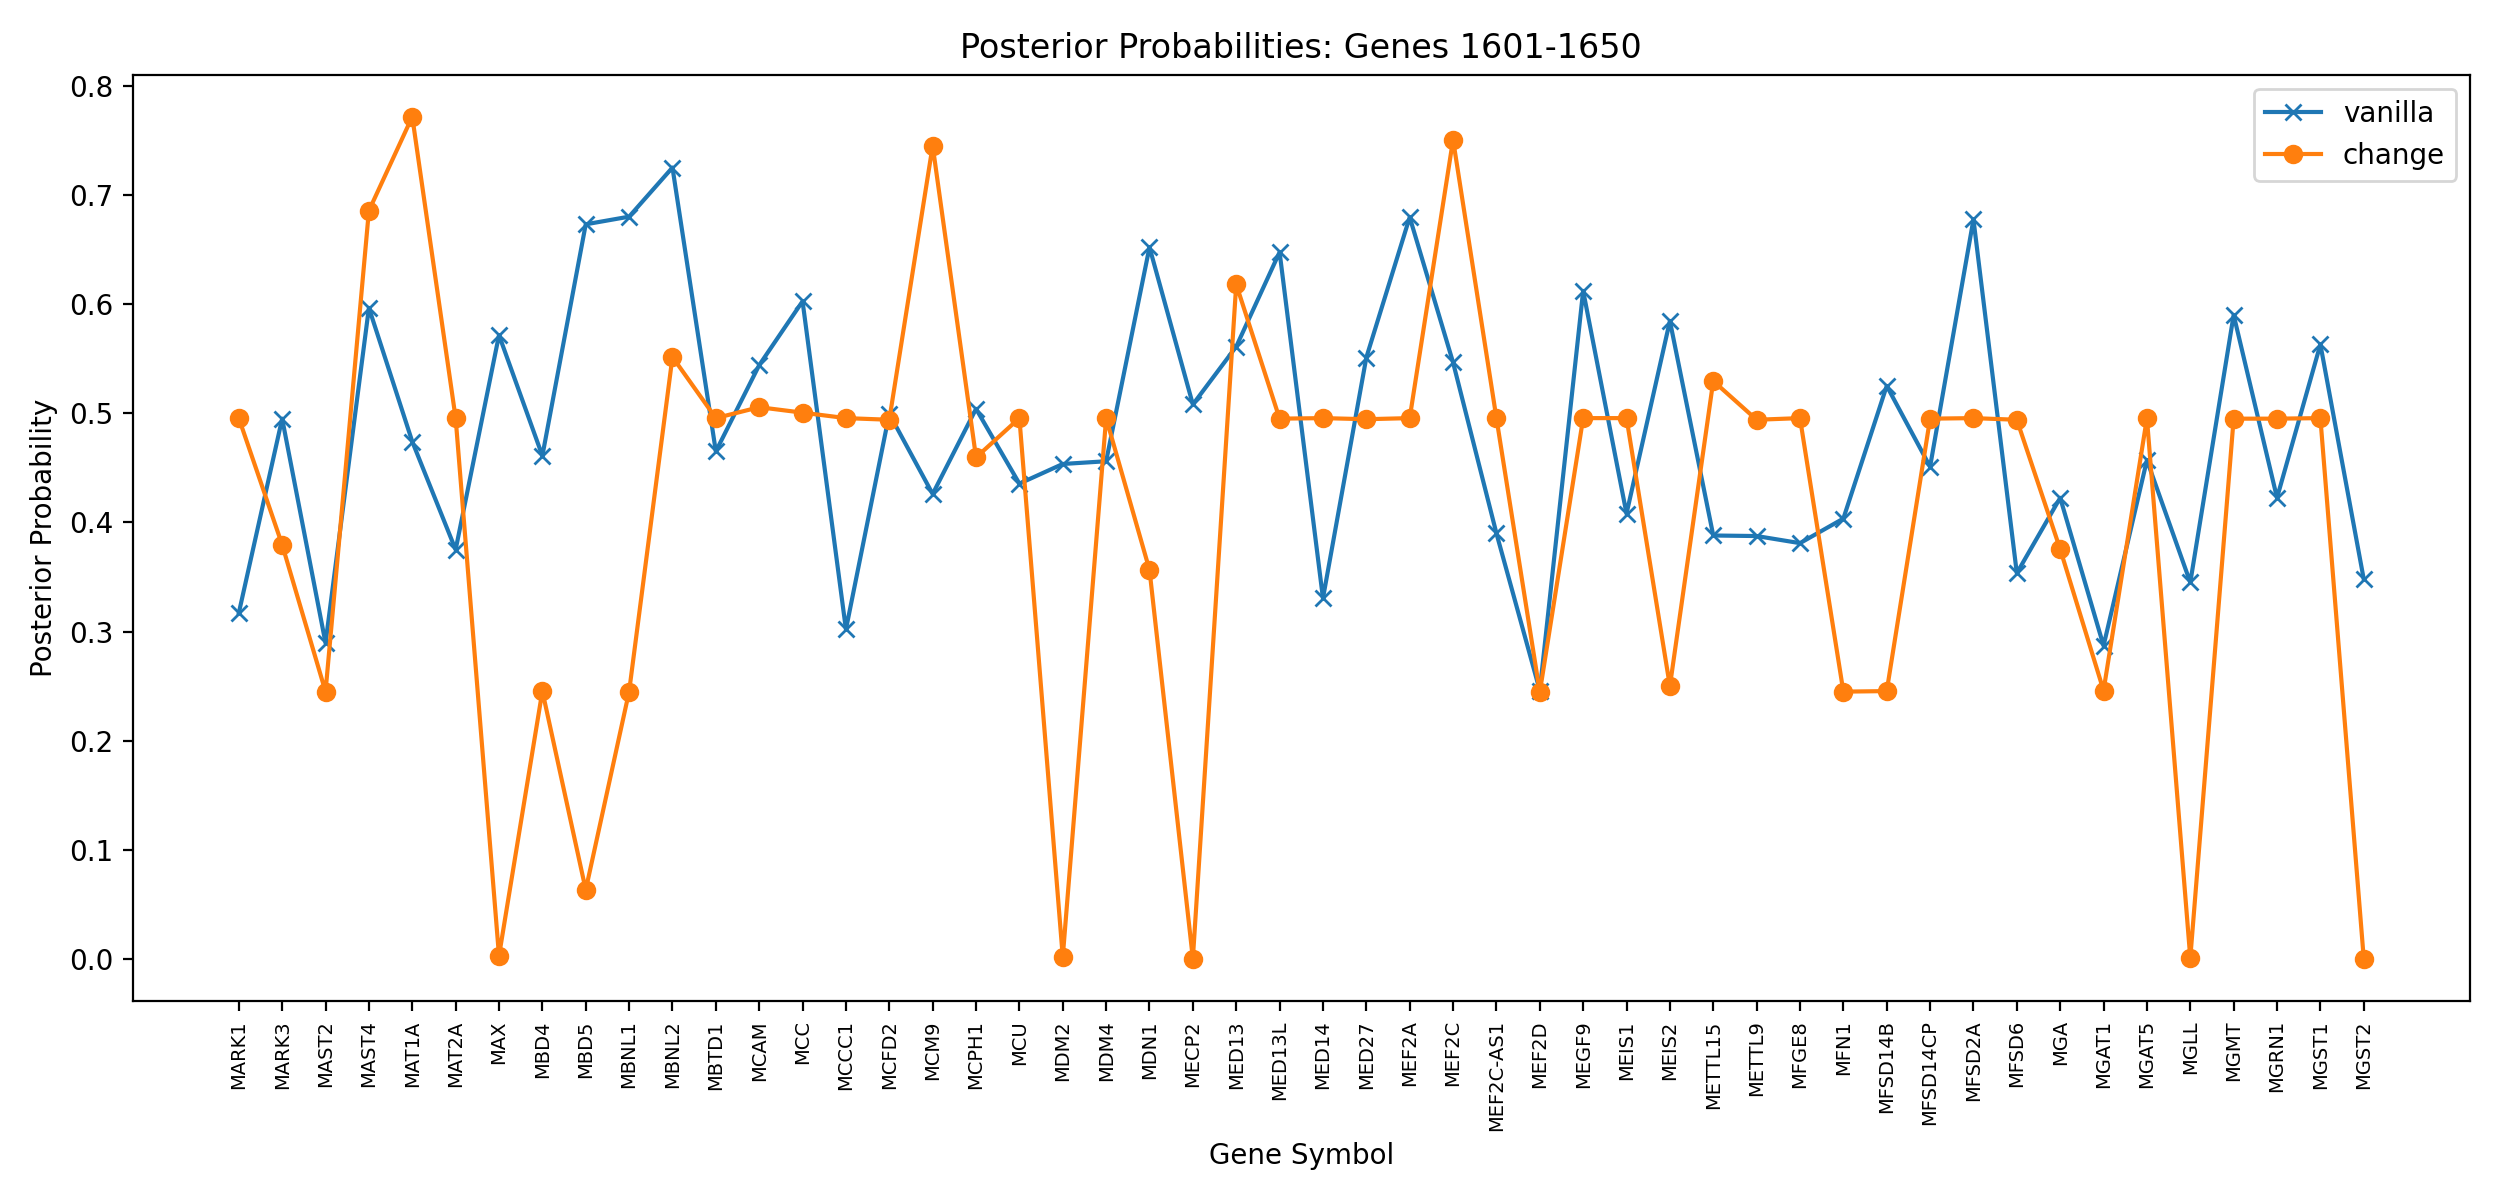 Posterior Probabilities: Genes 1601-1650
vanilla
change
Posterior Probability
0.8
0.7
0.6
0.5
0.4
0.3
0.2
0.1
0.0
MARK1
MARK3
MAST2
MAST4
MAT1A
MAT2A
MAX
MBD4
MBD5
MBNL1
MBNL2
MBTD1
MCAM
MCC
MCCC1
MCFD2
MCM9
MCPH1
MCU
MDM2
MDM4
MDN1
MECP2
MED13
MED13L
MED14
MED27
MEF2A
MEF2C
MEF2C-AS1
MEF2D
MEGF9
MEIS1
MEIS2
METTL15
METTL9
MFGE8
MFN1
MFSD14B
MFSD14CP
MFSD2A
MFSD6
MGA
MGAT1
MGAT5
MGLL
MGMT
MGRN1
MGST1
MGST2
Gene Symbol